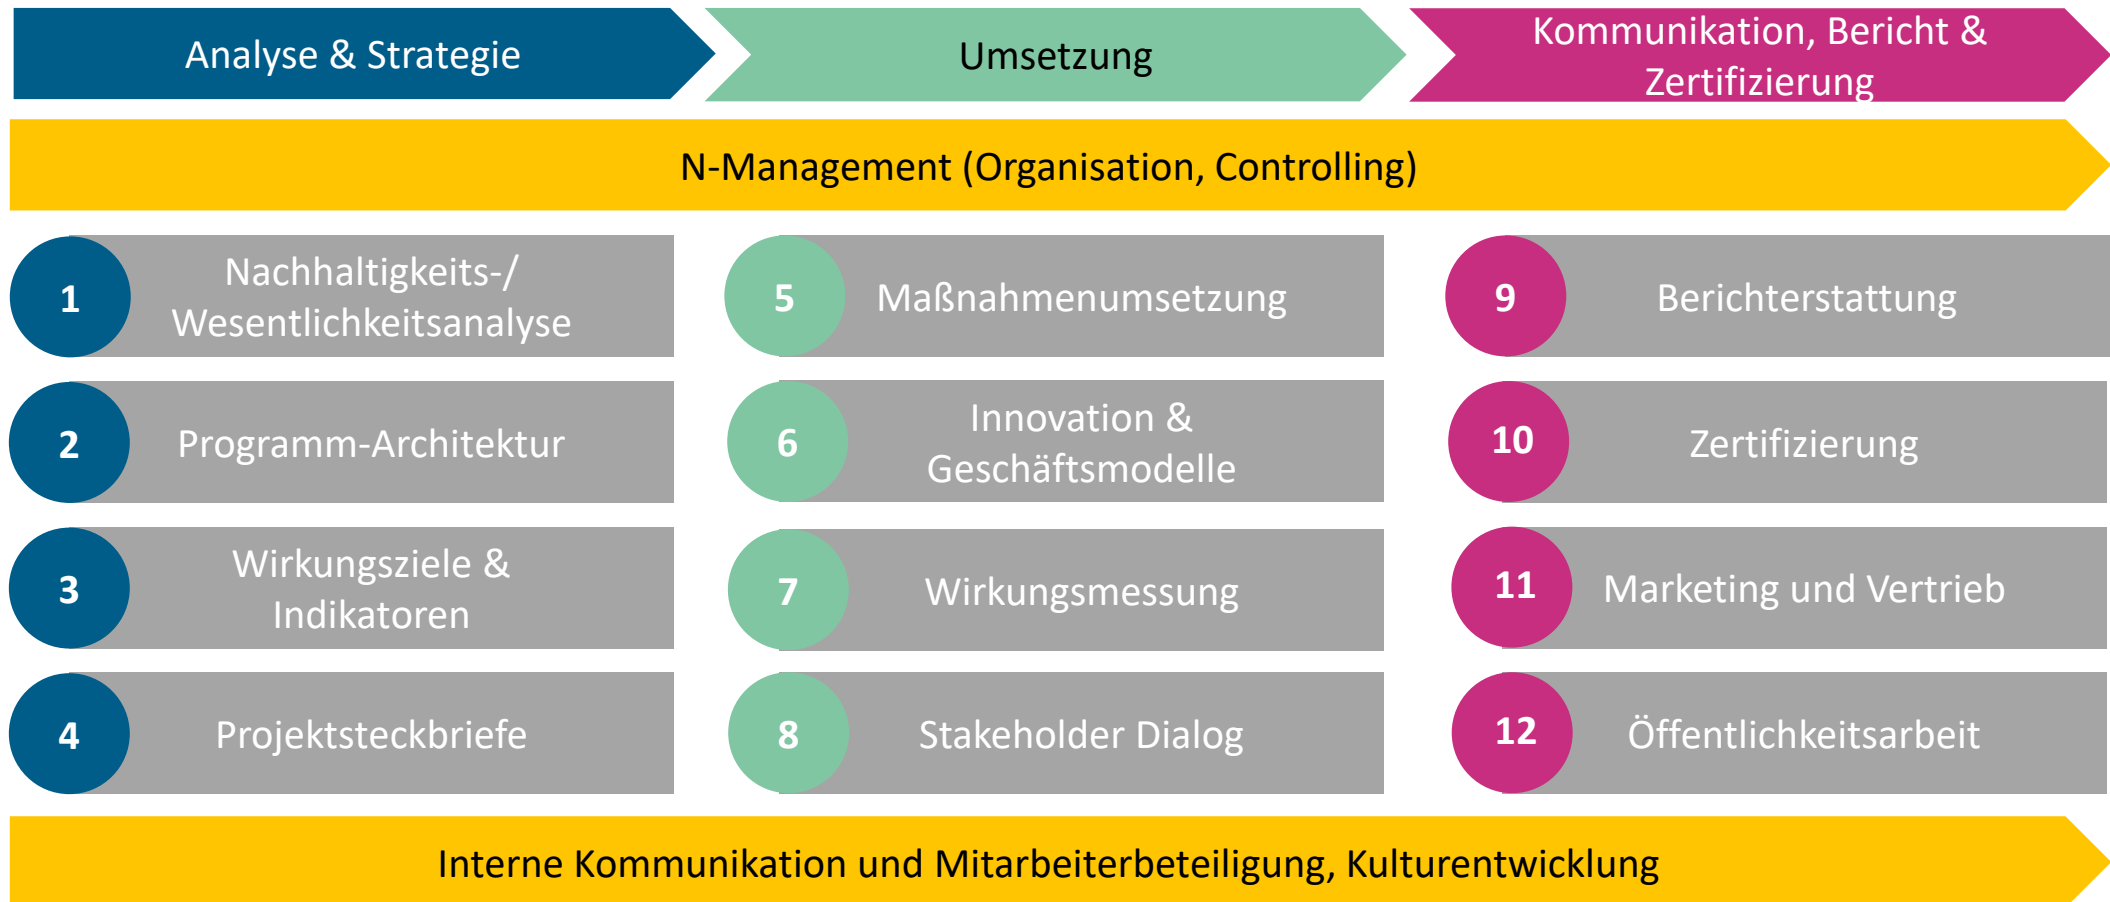 Analyse & Strategie
Umsetzung
Kommunikation, Bericht &
Zertifizierung
N-Management (Organisation, Controlling)
1
Nachhaltigkeits-/
Wesentlichkeitsanalyse
2
Programm-Architektur
3
Wirkungsziele &
Indikatoren
4
Projektsteckbriefe
5
Maßnahmenumsetzung
6
Innovation &
Geschäftsmodelle
7
Wirkungsmessung
8
Stakeholder Dialog
9
Berichterstattung
10
Zertifizierung
11
Marketing und Vertrieb
12
Öffentlichkeitsarbeit
Interne Kommunikation und Mitarbeiterbeteiligung, Kulturentwicklung